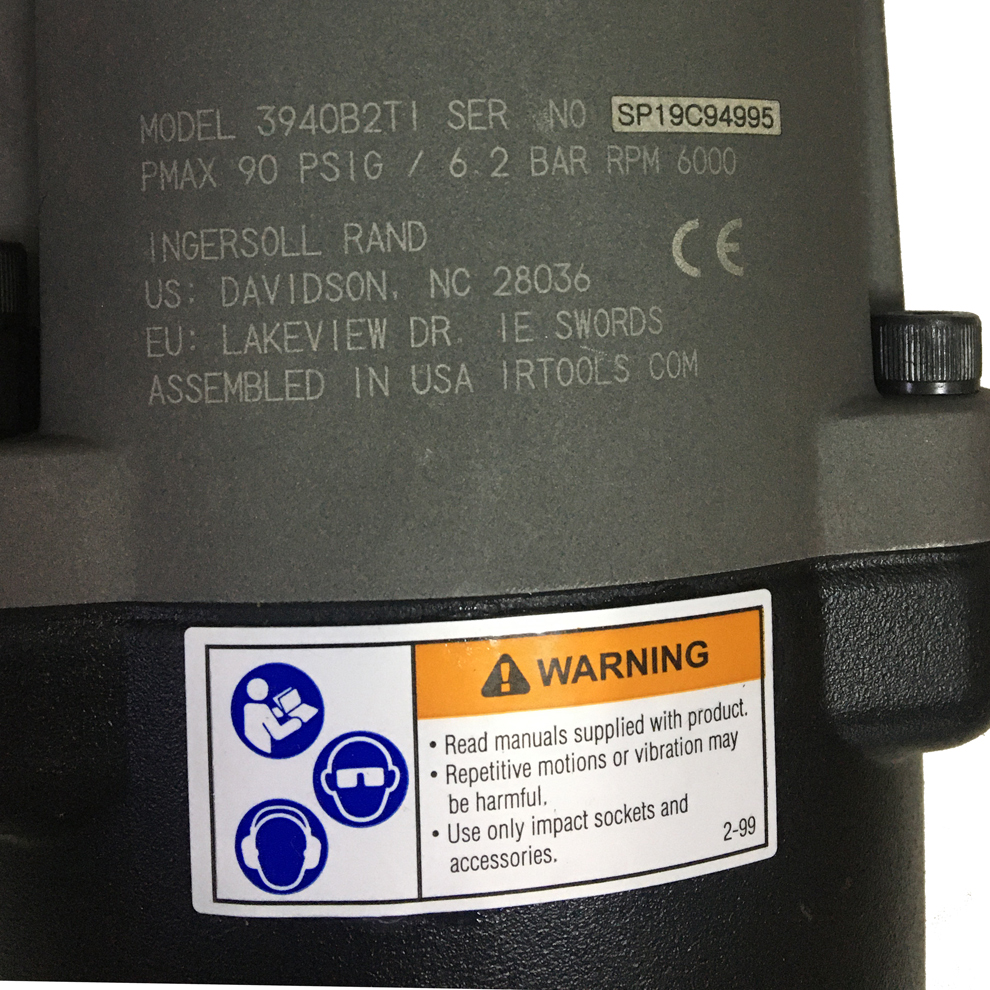 MODEL 3940B2TI SER NO SP19C94995
PMAX 90 PSIG / 6.2 BAR RPM 6000
INGERSOLL RAND
CE
US: DAVIDSON, NC 28036
EU: LAKEVIEW DR. IE SWORDS
ASSEMBLED IN USA IRTOOLS COM
WARNING
• Read manuals supplied with product.
• Repetitive motions or vibration may
be harmful.
• Use only impact sockets and
accessories.
2-99